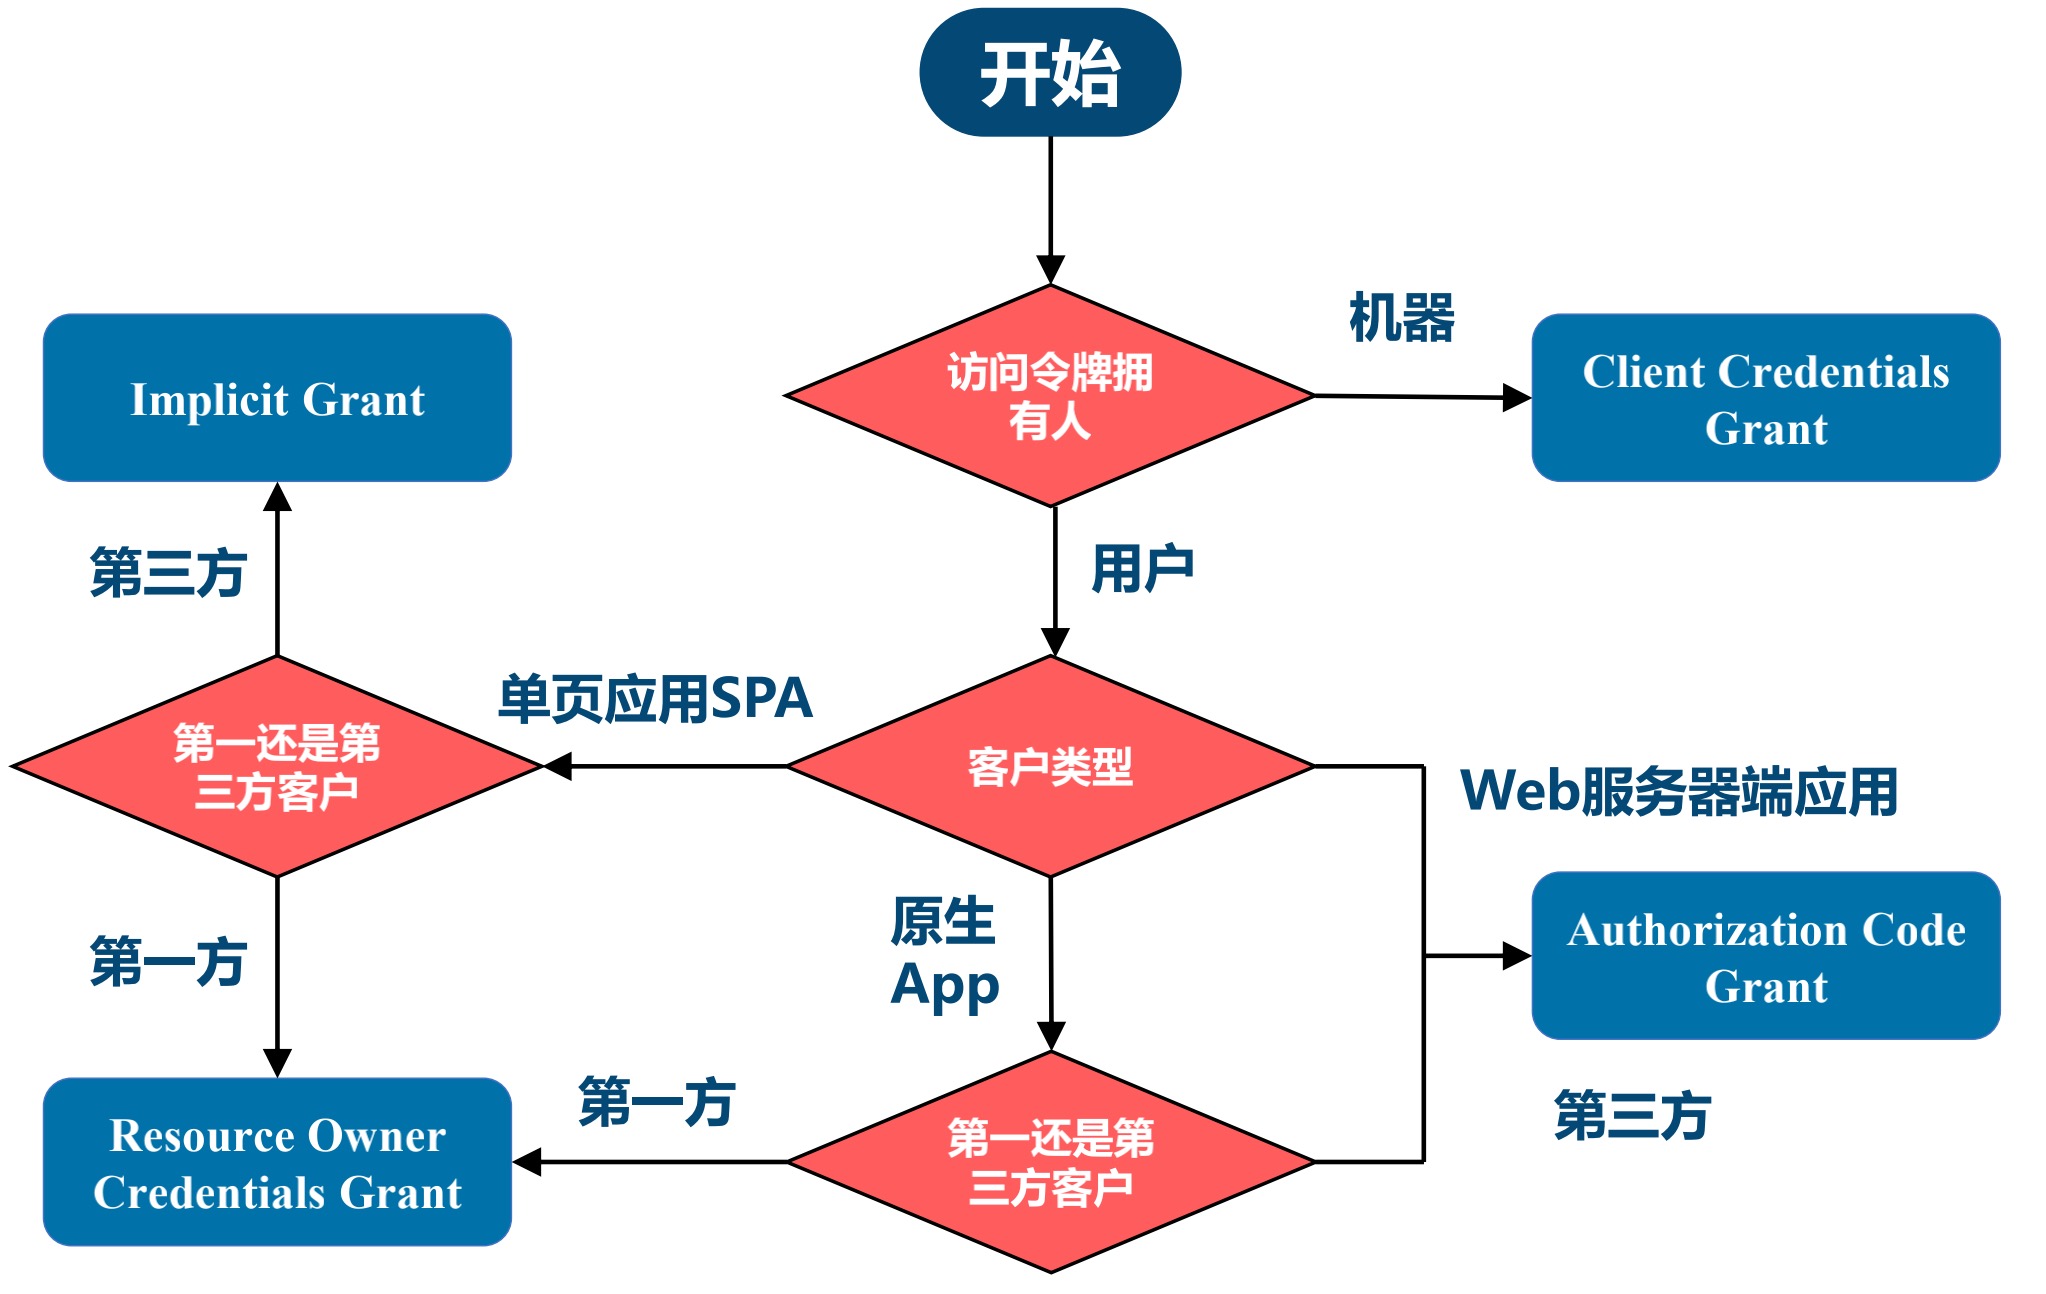 开始
机器
访问令牌拥
有人
Client Credentials
Grant
Implicit Grant
第三方
用户
单页应用SPA
第一还是第
三方客户
客户类型
Web服务器端应用
原生
App
第一方
Authorization Code
Grant
第一方
第三方
Resource Owner
Credentials Grant
第一还是第
三方客户